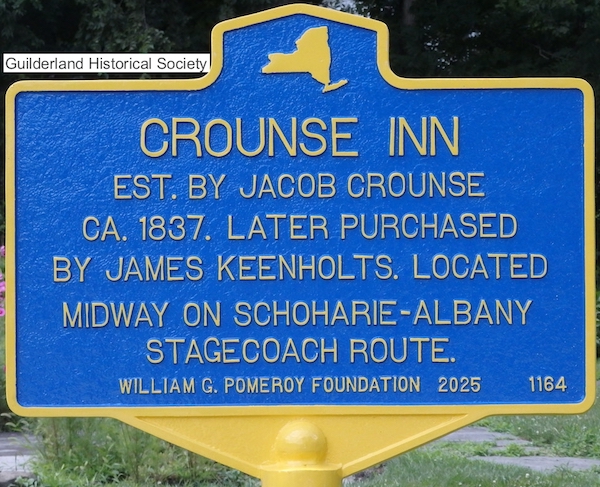 Guilderland Historical Society
CROUNSE INN
EST. BY JACOB CROUNSE
CA. 1837. LATER PURCHASED
BY JAMES KEENHOLTS. LOCATED
MIDWAY ON SCHOHARIE-ALBANY
STAGECOACH ROUTE.
WILLIAM G. POMEROY FOUNDATION 2025 1164